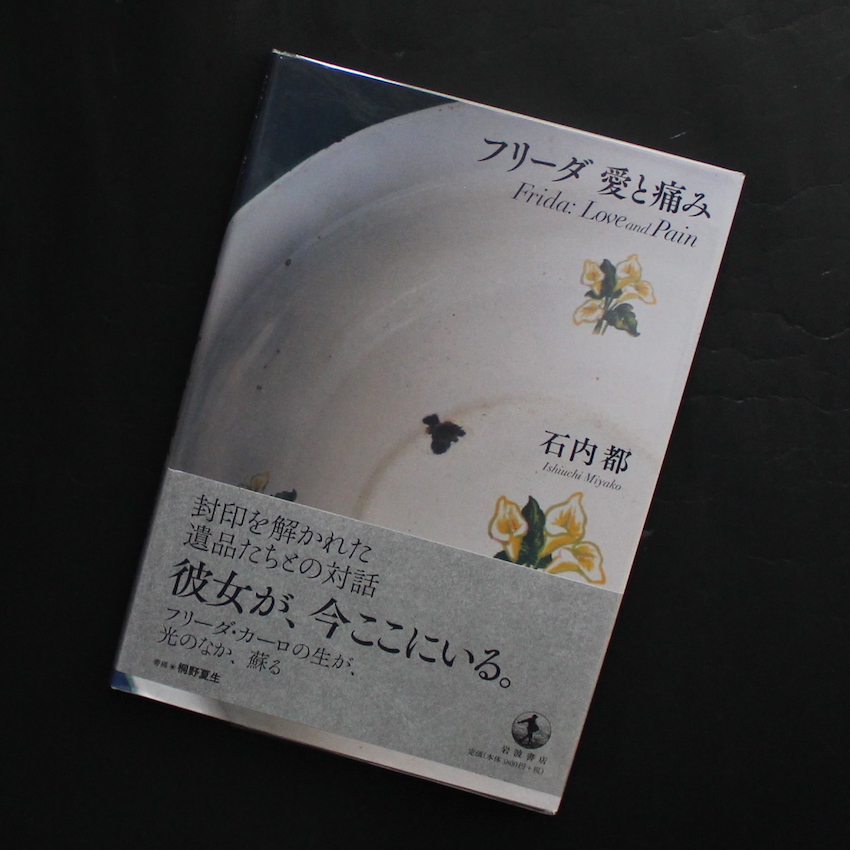 フリーダ 愛と痛み
Frida: Love and Pain
石内 都
Ishiuchi Miyako
封印を解かれた
遺品たちとの対話
彼女が、今ここにいる。
フリーダ・カーロの生が、
光のなか、蘇る
寄稿★桐野夏生
岩波書店